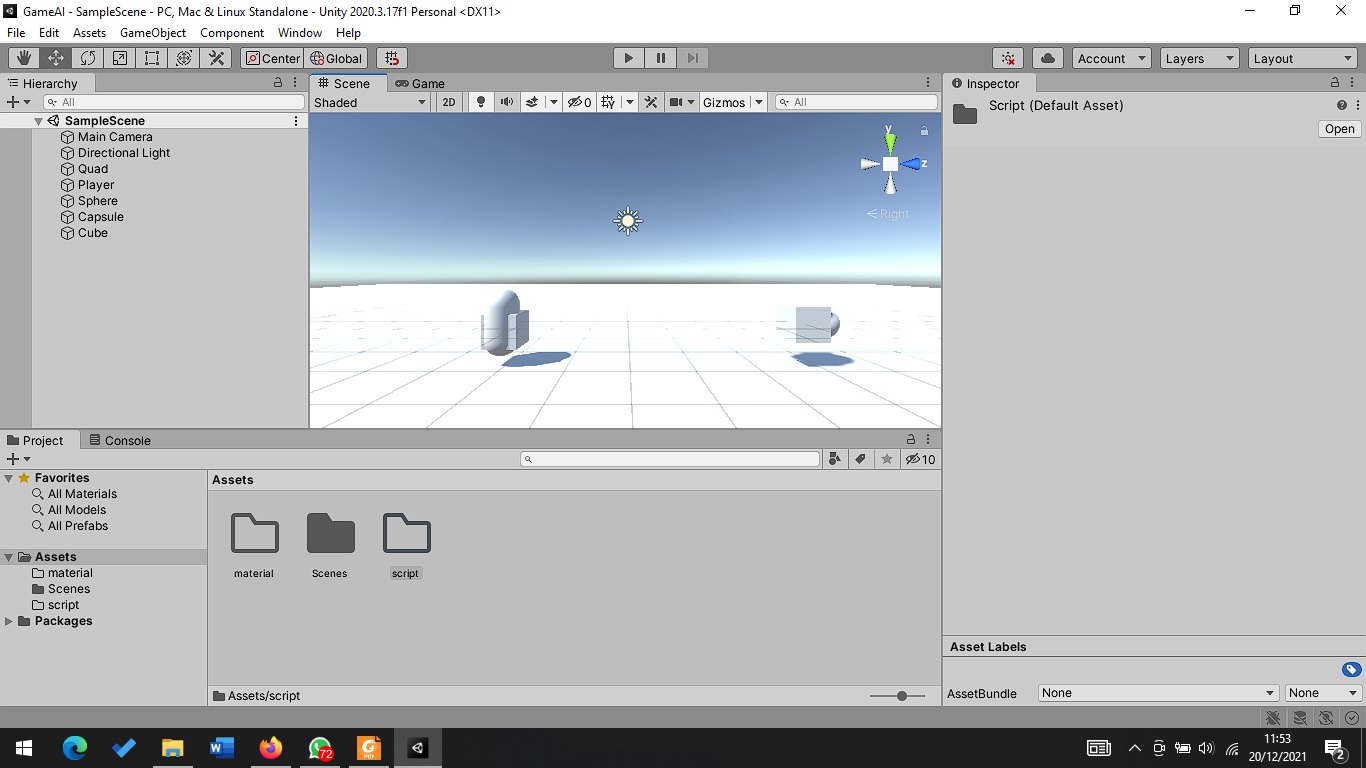 GameAI - SampleScene - PC, Mac & Linux Standalone - Unity 2020.3.17f1 Personal <DX11>
File Edit Assets GameObject Component Window Help
Center Global Account Layers Layout
Hierarchy
All
SampleScene
Main Camera
Directional Light
Quad
Player
Sphere
Capsule
Cube
Scene Game
Shaded 2D 0 Gizmos All
y
z
Right
Inspector
Script (Default Asset)
Open
Project Console
10
Favorites
All Materials
All Models
All Prefabs
Assets
material
Scenes
script
Packages
Assets
material Scenes script
Assets/script
Asset Labels
AssetBundle None None
72
PDF
11:53
20/12/2021
2